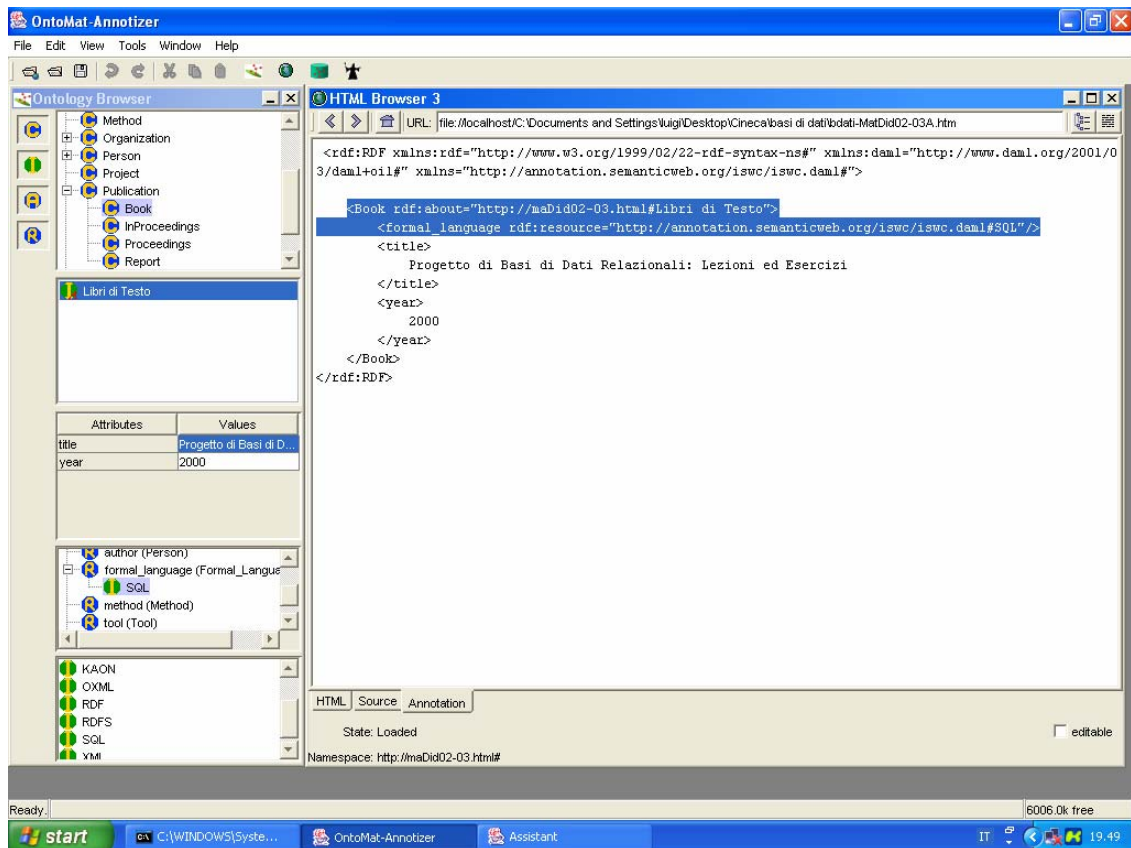 OntoMat-Annotizer
File Edit View Tools Window Help
Ontology Browser
Method
Organization
Person
Project
Publication
Book
InProceedings
Proceedings
Report
Libri di Testo
Attributes Values
title Progetto di Basi di D...
year 2000
author (Person)
formal_language (Formal_Langua
SQL
method (Method)
tool (Tool)
KAON
OXML
RDF
RDFS
SQL
XML
HTML Browser 3
URL: file://localhost/C:\Documents and Settings\luigi\Desktop\Cineca\basi di dati\bdati-MatDid02-03A.htm
<rdf:RDF xmlns:rdf="http://www.w3.org/1999/02/22-rdf-syntax-ns#" xmlns:daml="http://www.daml.org/2001/0
3/daml+oil#" xmlns="http://annotation.semanticweb.org/iswc/iswc.daml#">
<Book rdf:about="http://maDid02-03.html#Libri di Testo">
<formal_language rdf:resource="http://annotation.semanticweb.org/iswc/iswc.daml#SQL"/>
<title>
Progetto di Basi di Dati Relazionali: Lezioni ed Esercizi
</title>
<year>
2000
</year>
</Book>
</rdf:RDF>
HTML Source Annotation
State: Loaded
editable
Namespace: http://maDid02-03.html#
Ready.
6006.0k free
start
C:\WINDOWS\Syste...
OntoMat-Annotizer
Assistant
IT
19.49